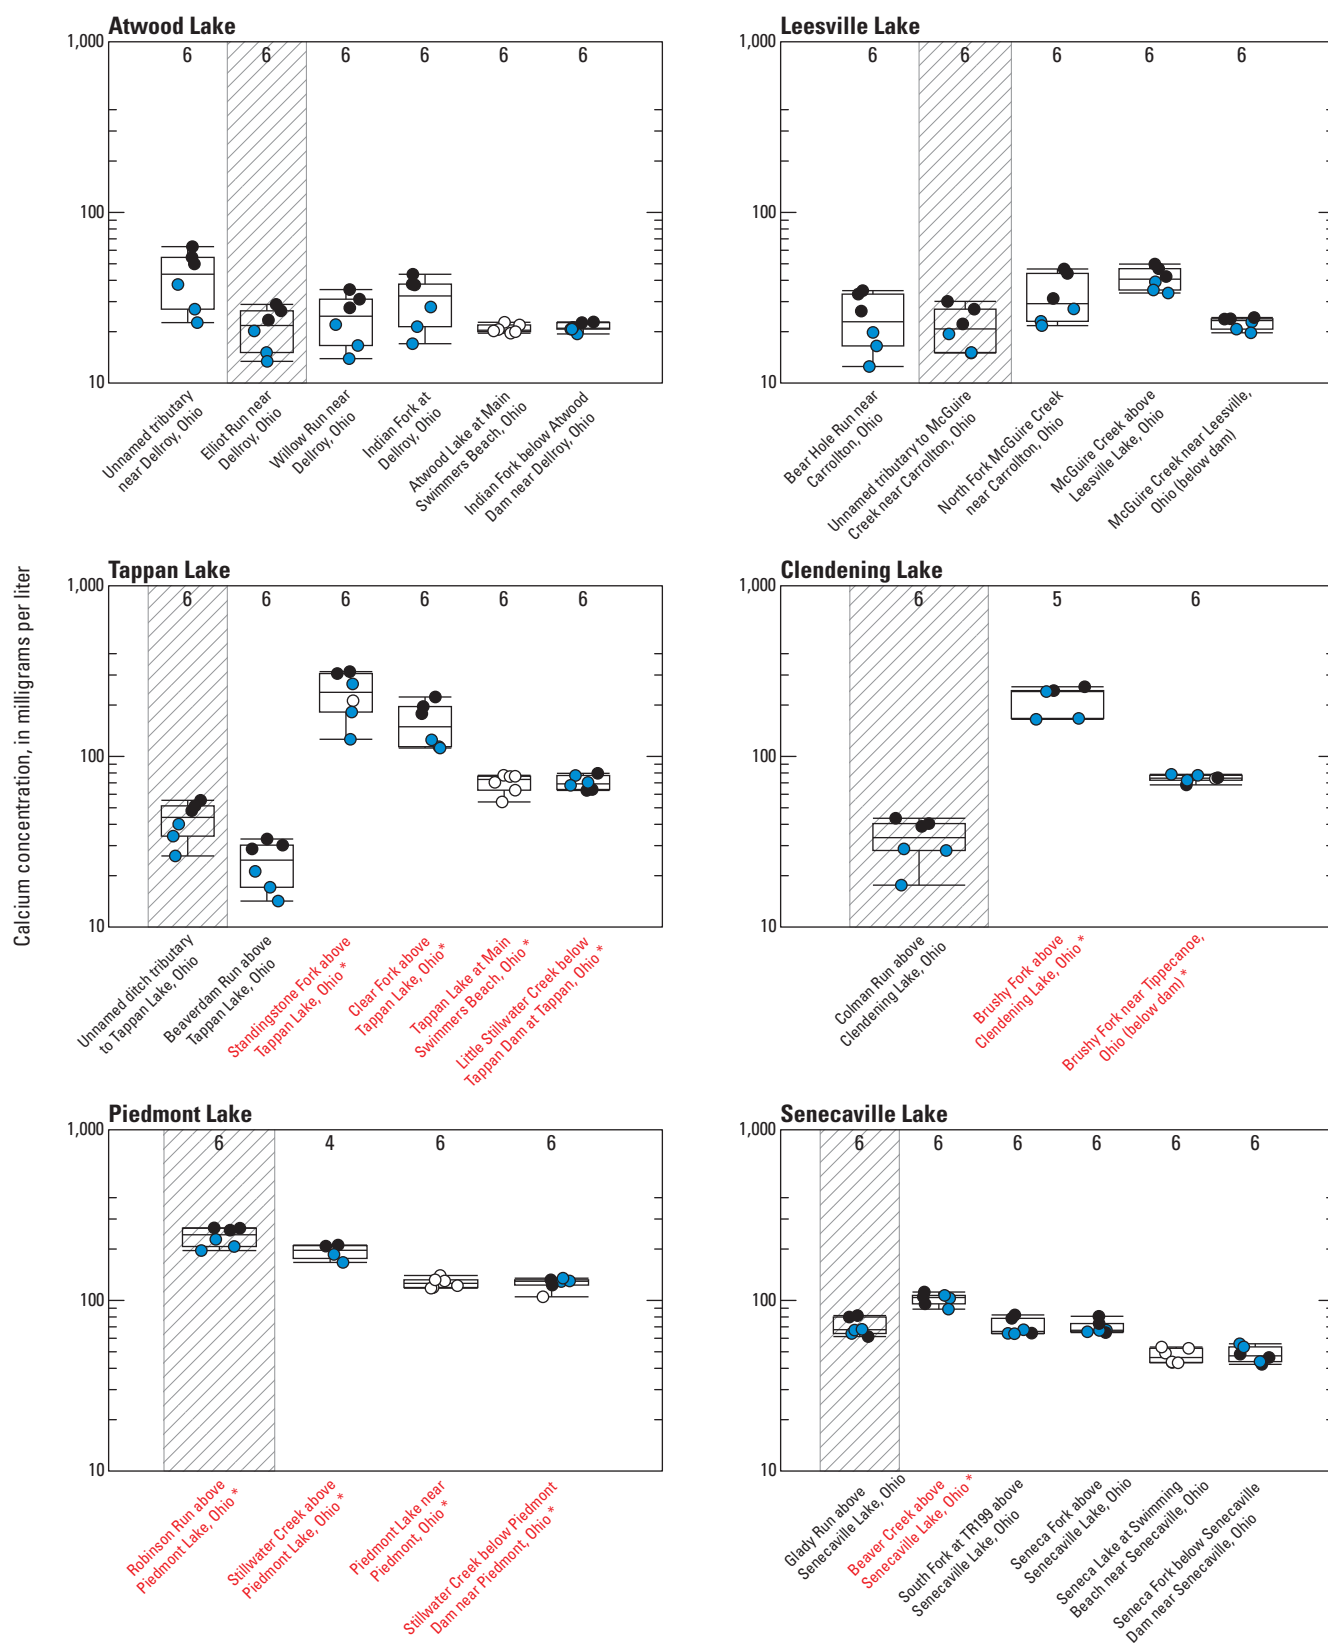 Calcium concentration, in milligrams per liter
Atwood Lake
1,000
100
10
6
6
6
6
6
6
Unnamed tributary
near Dellroy, Ohio
Elliot Run near
Dellroy, Ohio
Willow Run near
Dellroy, Ohio
Indian Fork at
Dellroy, Ohio
Atwood Lake at Main
Swimmers Beach, Ohio
Indian Fork below Atwood
Dam near Dellroy, Ohio
Leesville Lake
1,000
100
10
6
6
6
6
6
Bear Hole Run near
Carrollton, Ohio
Unnamed tributary to McGuire
Creek near Carrollton, Ohio
North Fork McGuire Creek
near Carrollton, Ohio
McGuire Creek above
Leesville Lake, Ohio
McGuire Creek near Leesville,
Ohio (below dam)
Tappan Lake
1,000
100
10
6
6
6
6
6
6
Unnamed ditch tributary
to Tappan Lake, Ohio
Beaverdam Run above
Tappan Lake, Ohio
Standingstone Fork above
Tappan Lake, Ohio *
Clear Fork above
Tappan Lake, Ohio*
Tappan Lake at Main
Swimmers Beach, Ohio *
Little Stillwater Creek below
Tappan Dam at Tappan, Ohio *
Clendening Lake
1,000
100
10
6
5
6
Colman Run above
Clendening Lake, Ohio
Brushy Fork above
Clendening Lake, Ohio *
Brushy Fork near Tippecanoe,
Ohio (below dam) *
Piedmont Lake
1,000
100
10
6
4
6
6
Robinson Run above
Piedmont Lake, Ohio *
Stillwater Creek above
Piedmont Lake, Ohio *
Piedmont Lake near
Piedmont, Ohio *
Stillwater Creek below Piedmont
Dam near Piedmont, Ohio *
Senecaville Lake
1,000
100
10
6
6
6
6
6
6
Glady Run above
Senecaville Lake, Ohio
Beaver Creek above
Senecaville Lake, Ohio *
South Fork at TR199 above
Senecaville Lake, Ohio
Seneca Fork above
Senecaville Lake, Ohio
Seneca Lake at Swimming
Beach near Senecaville, Ohio
Seneca Fork below Senecaville
Dam near Senecaville, Ohio